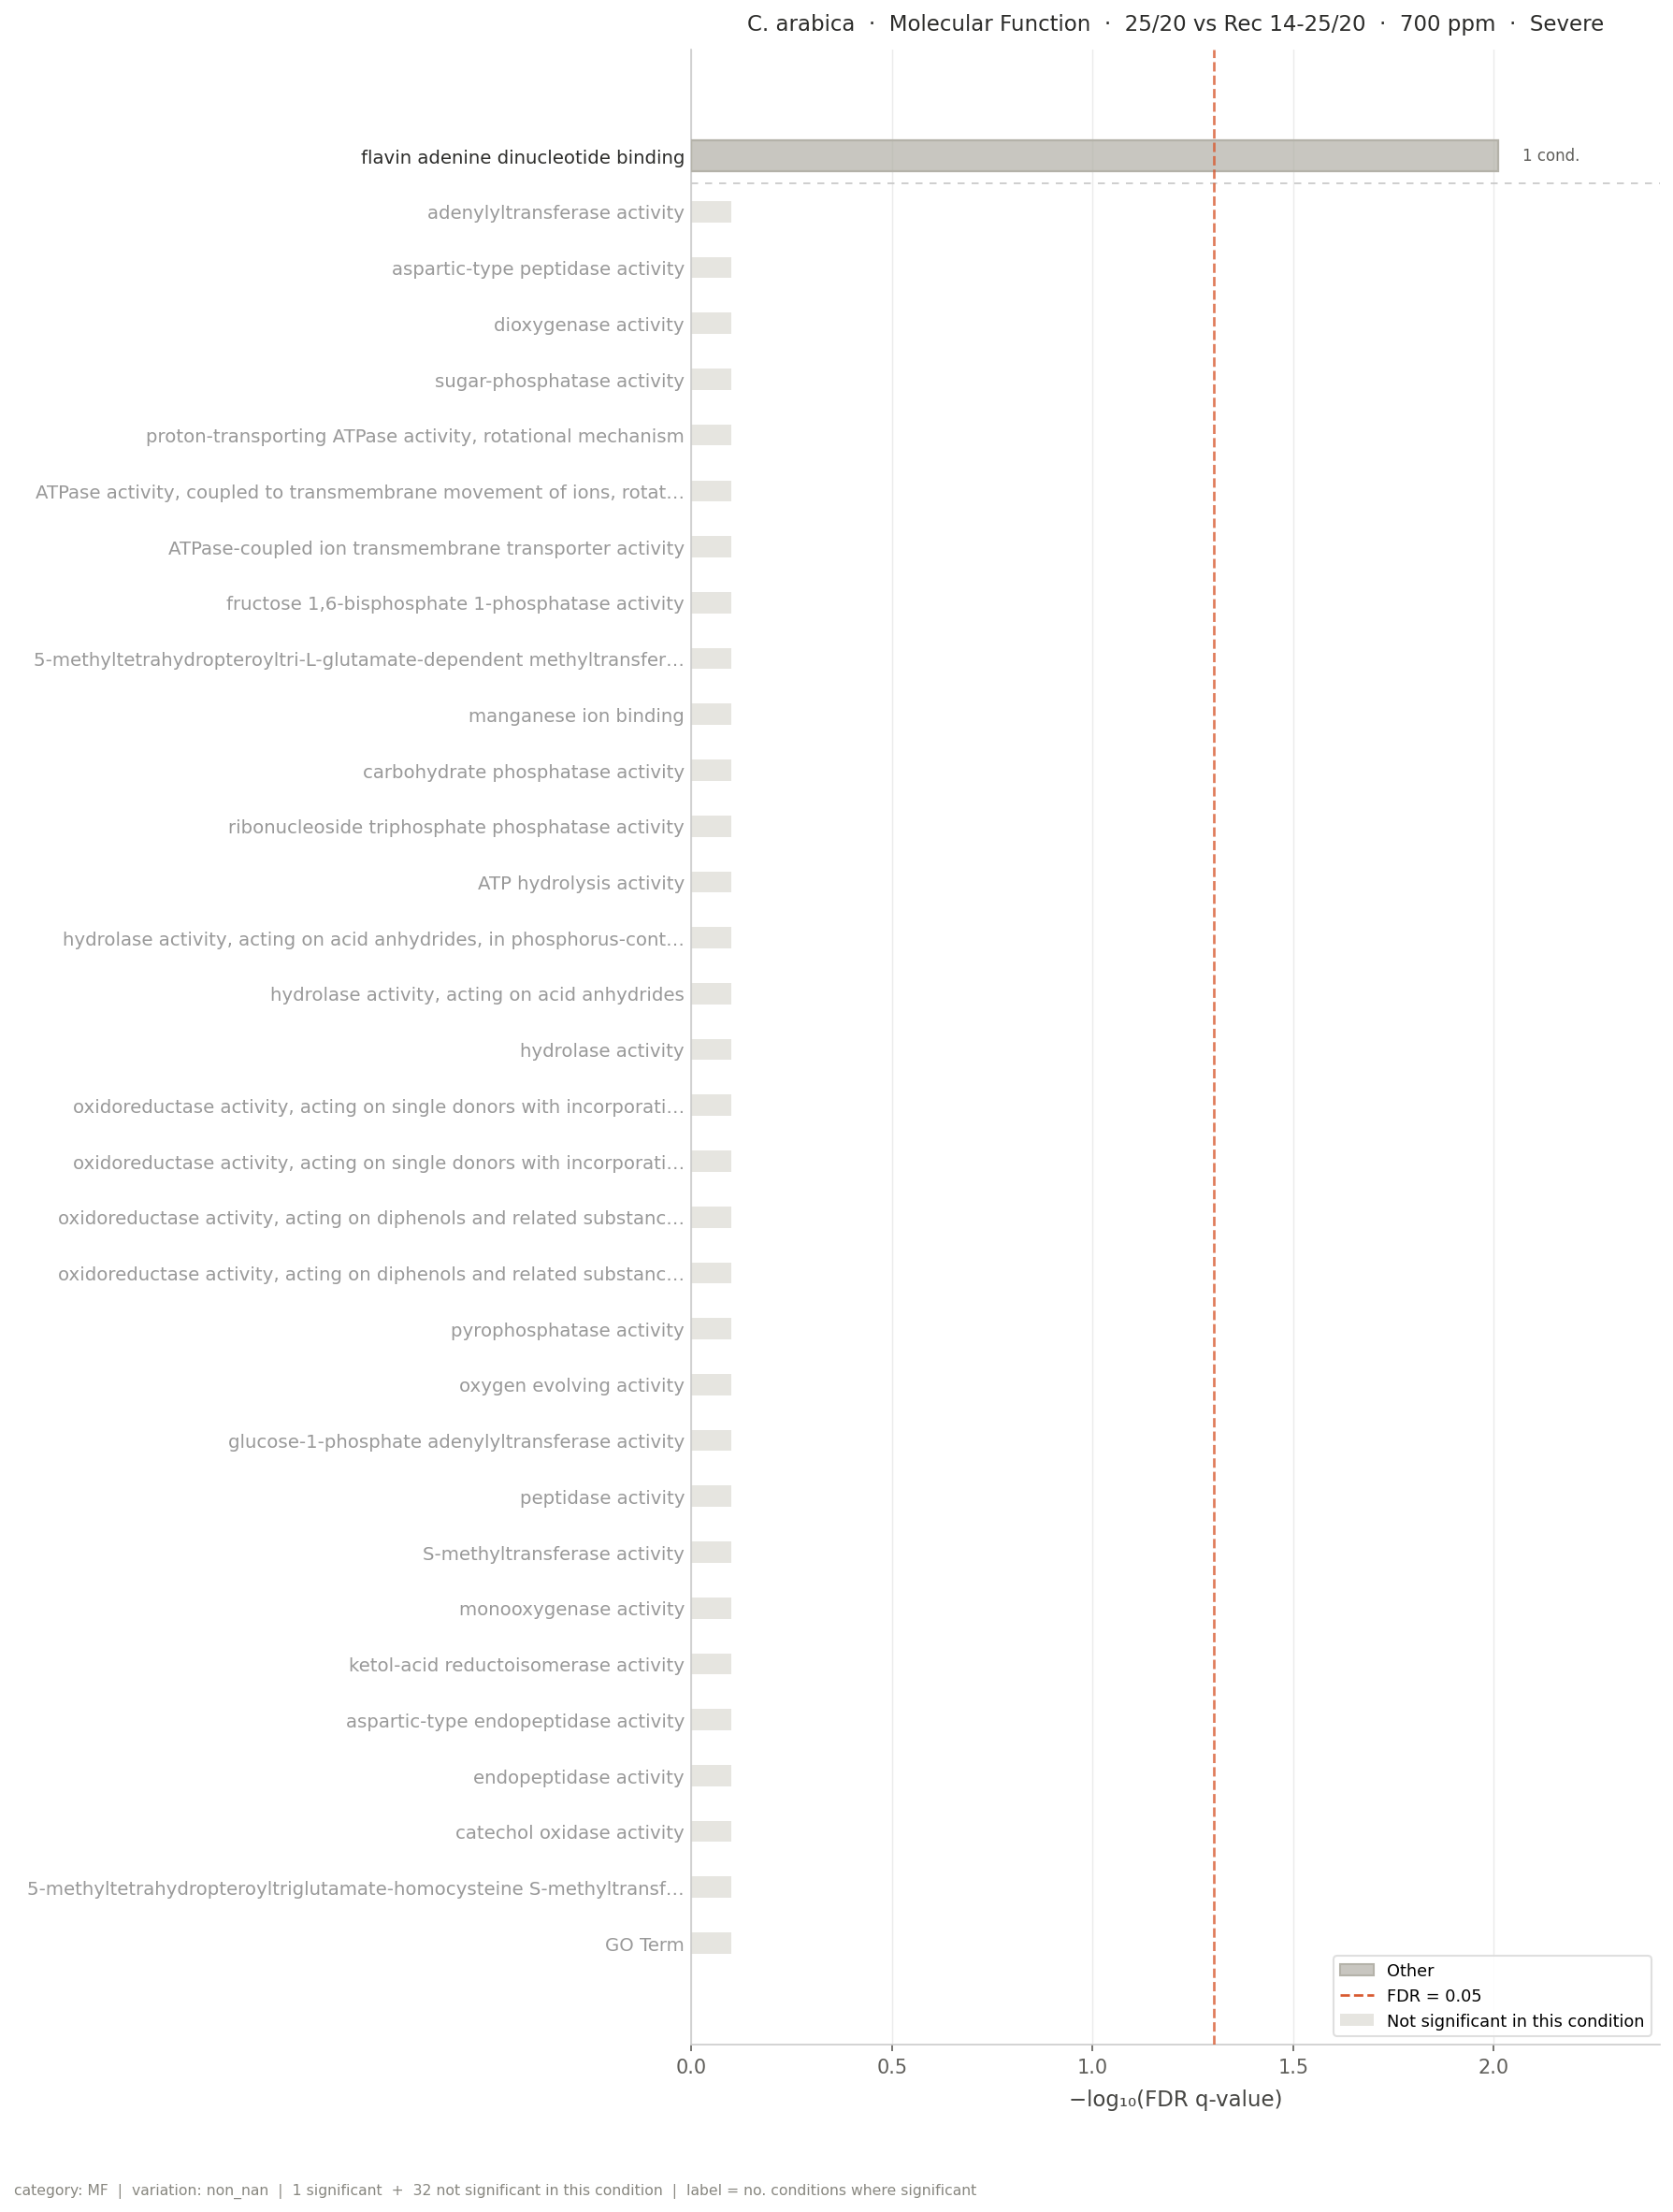 C. arabica · Molecular Function · 25/20 vs Rec 14-25/20 · 700 ppm · Severe
flavin adenine dinucleotide binding
1 cond.
adenylyltransferase activity
aspartic-type peptidase activity
dioxygenase activity
sugar-phosphatase activity
proton-transporting ATPase activity, rotational mechanism
ATPase activity, coupled to transmembrane movement of ions, rotat…
ATPase-coupled ion transmembrane transporter activity
fructose 1,6-bisphosphate 1-phosphatase activity
5-methyltetrahydropteroyltri-L-glutamate-dependent methyltransfer…
manganese ion binding
carbohydrate phosphatase activity
ribonucleoside triphosphate phosphatase activity
ATP hydrolysis activity
hydrolase activity, acting on acid anhydrides, in phosphorus-cont…
hydrolase activity, acting on acid anhydrides
hydrolase activity
oxidoreductase activity, acting on single donors with incorporati…
oxidoreductase activity, acting on single donors with incorporati…
oxidoreductase activity, acting on diphenols and related substanc…
oxidoreductase activity, acting on diphenols and related substanc…
pyrophosphatase activity
oxygen evolving activity
glucose-1-phosphate adenylyltransferase activity
peptidase activity
S-methyltransferase activity
monooxygenase activity
ketol-acid reductoisomerase activity
aspartic-type endopeptidase activity
endopeptidase activity
catechol oxidase activity
5-methyltetrahydropteroyltriglutamate-homocysteine S-methyltransf…
GO Term
Other
FDR = 0.05
Not significant in this condition
0.0 0.5 1.0 1.5 2.0
−log₁₀(FDR q-value)
category: MF | variation: non_nan | 1 significant + 32 not significant in this condition | label = no. conditions where significant